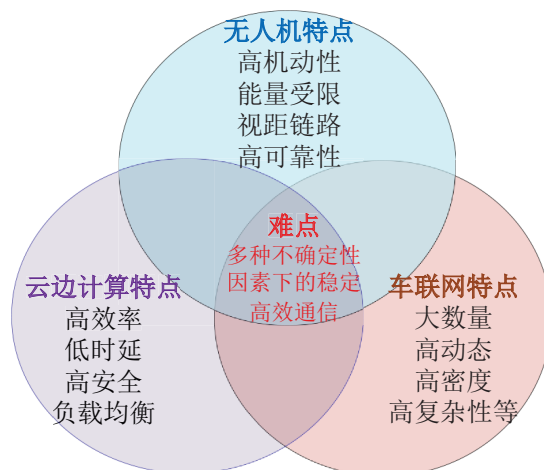 无人机特点
高机动性
能量受限
视距链路
高可靠性
难点
多种不确定性
因素下的稳定
高效通信
云边计算特点
高效率
低时延
高安全
负载均衡
车联网特点
大数量
高动态
高密度
高复杂性等